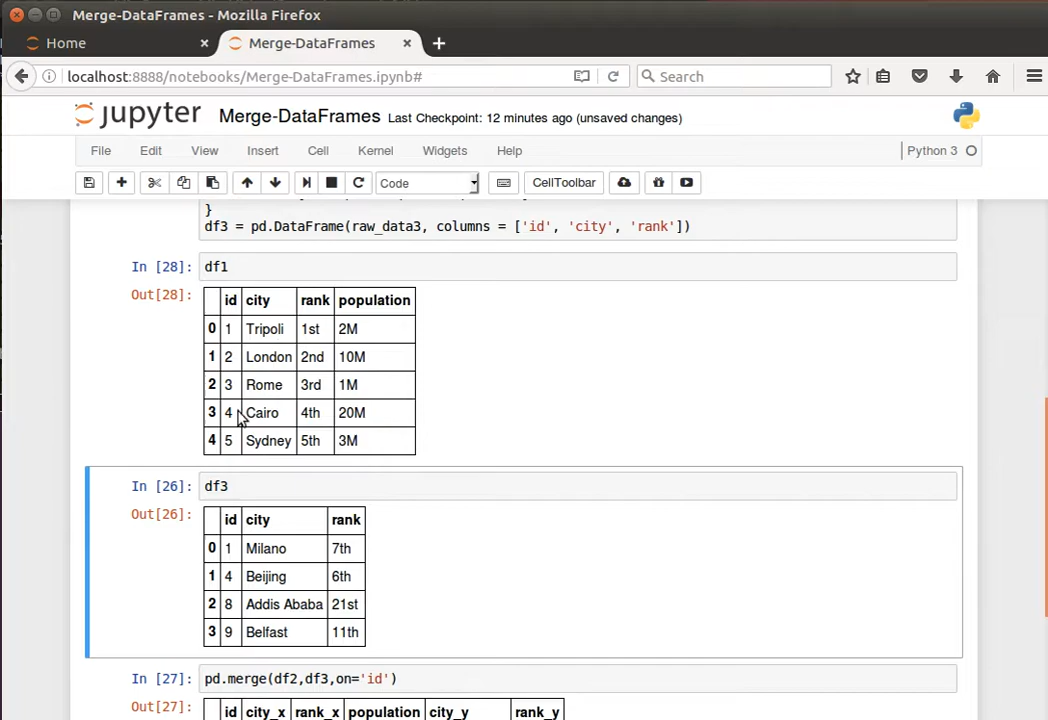 Merge-DataFrames - Mozilla Firefox
Home × Merge-DataFrames × +
localhost:8888/notebooks/Merge-DataFrames.ipynb# Search
jupyter Merge-DataFrames Last Checkpoint: 12 minutes ago (unsaved changes)
File Edit View Insert Cell Kernel Widgets Help Python 3
Code CellToolbar
}
df3 = pd.DataFrame(raw_data3, columns = ['id', 'city', 'rank'])
In [28]: df1
Out[28]:
id city rank population
0 1 Tripoli 1st 2M
1 2 London 2nd 10M
2 3 Rome 3rd 1M
3 4 Cairo 4th 20M
4 5 Sydney 5th 3M
In [26]: df3
Out[26]:
id city rank
0 1 Milano 7th
1 4 Beijing 6th
2 8 Addis Ababa 21st
3 9 Belfast 11th
In [27]: pd.merge(df2,df3,on='id')
Out[27]:
id city_x rank_x population city_y rank_y